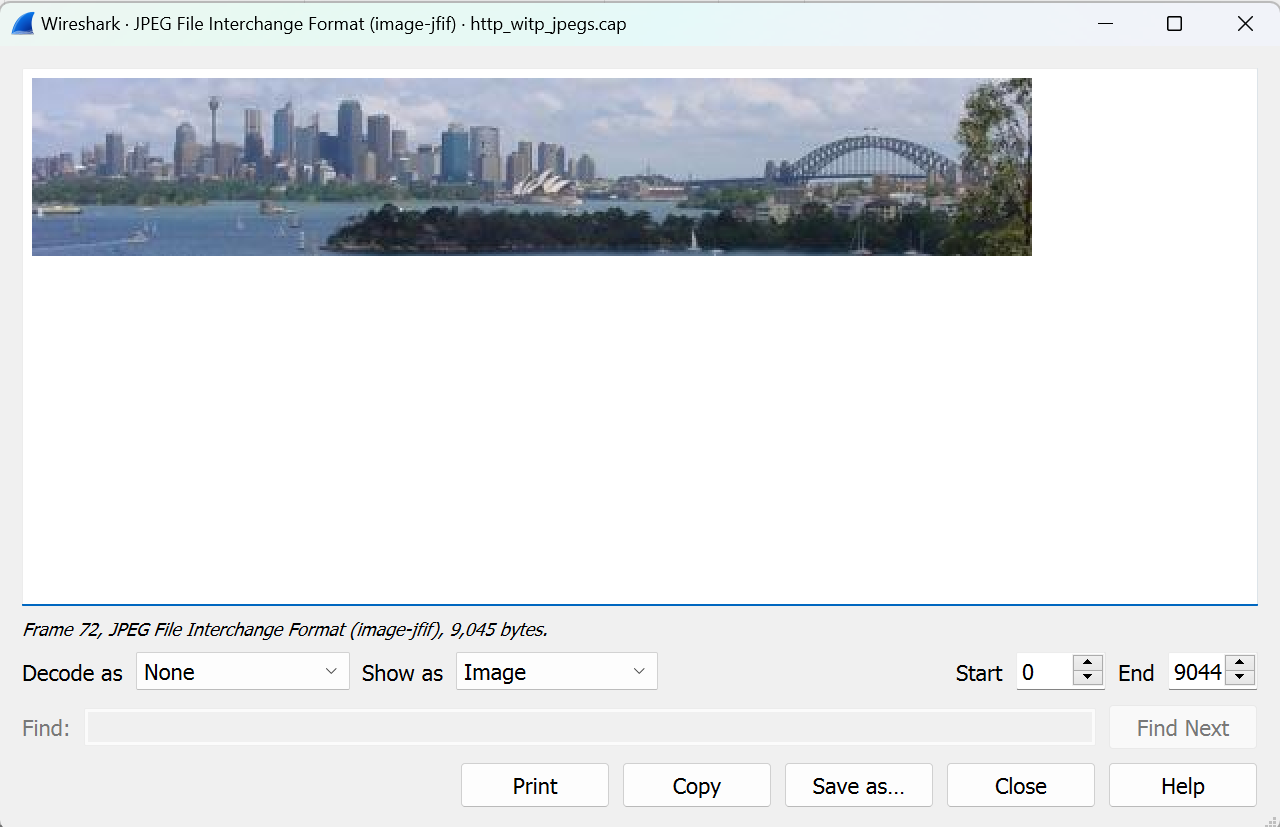 Wireshark · JPEG File Interchange Format (image-jfif) · http_witp_jpegs.cap
Frame 72, JPEG File Interchange Format (image-jfif), 9,045 bytes.
Decode as None Show as Image Start 0 End 9044
Find: Find Next
Print Copy Save as… Close Help